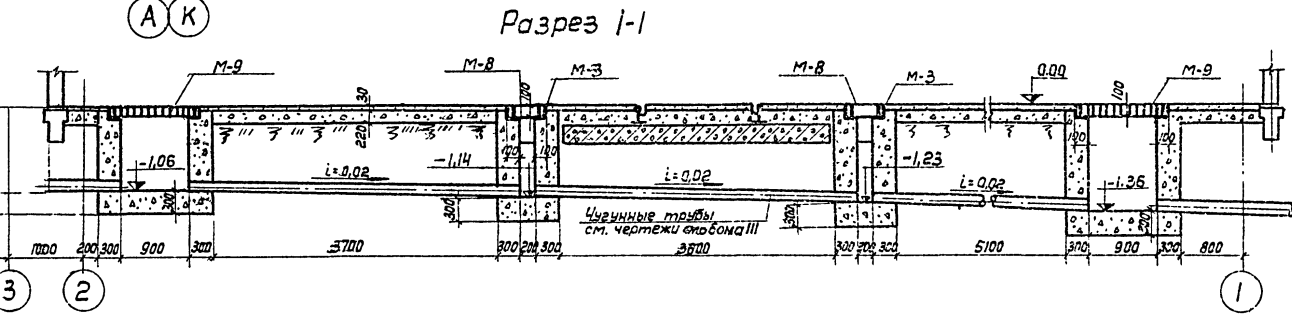 А К
Разрез 1-1
М-9 М-8 М-3 М-8 М-3 0.00 М-9
100 30 220 100
-1,06 100 100 -1,14 -1,23 100 100 -1.36
i=0,02 i=0,02 i=0,02
300 300 300 200
Чугунные трубы
см. чертежи альбома III
1000 200 300 900 300 3700 300 200 300 3600 300 200 300 5100 300 900 300 800
3 2 1